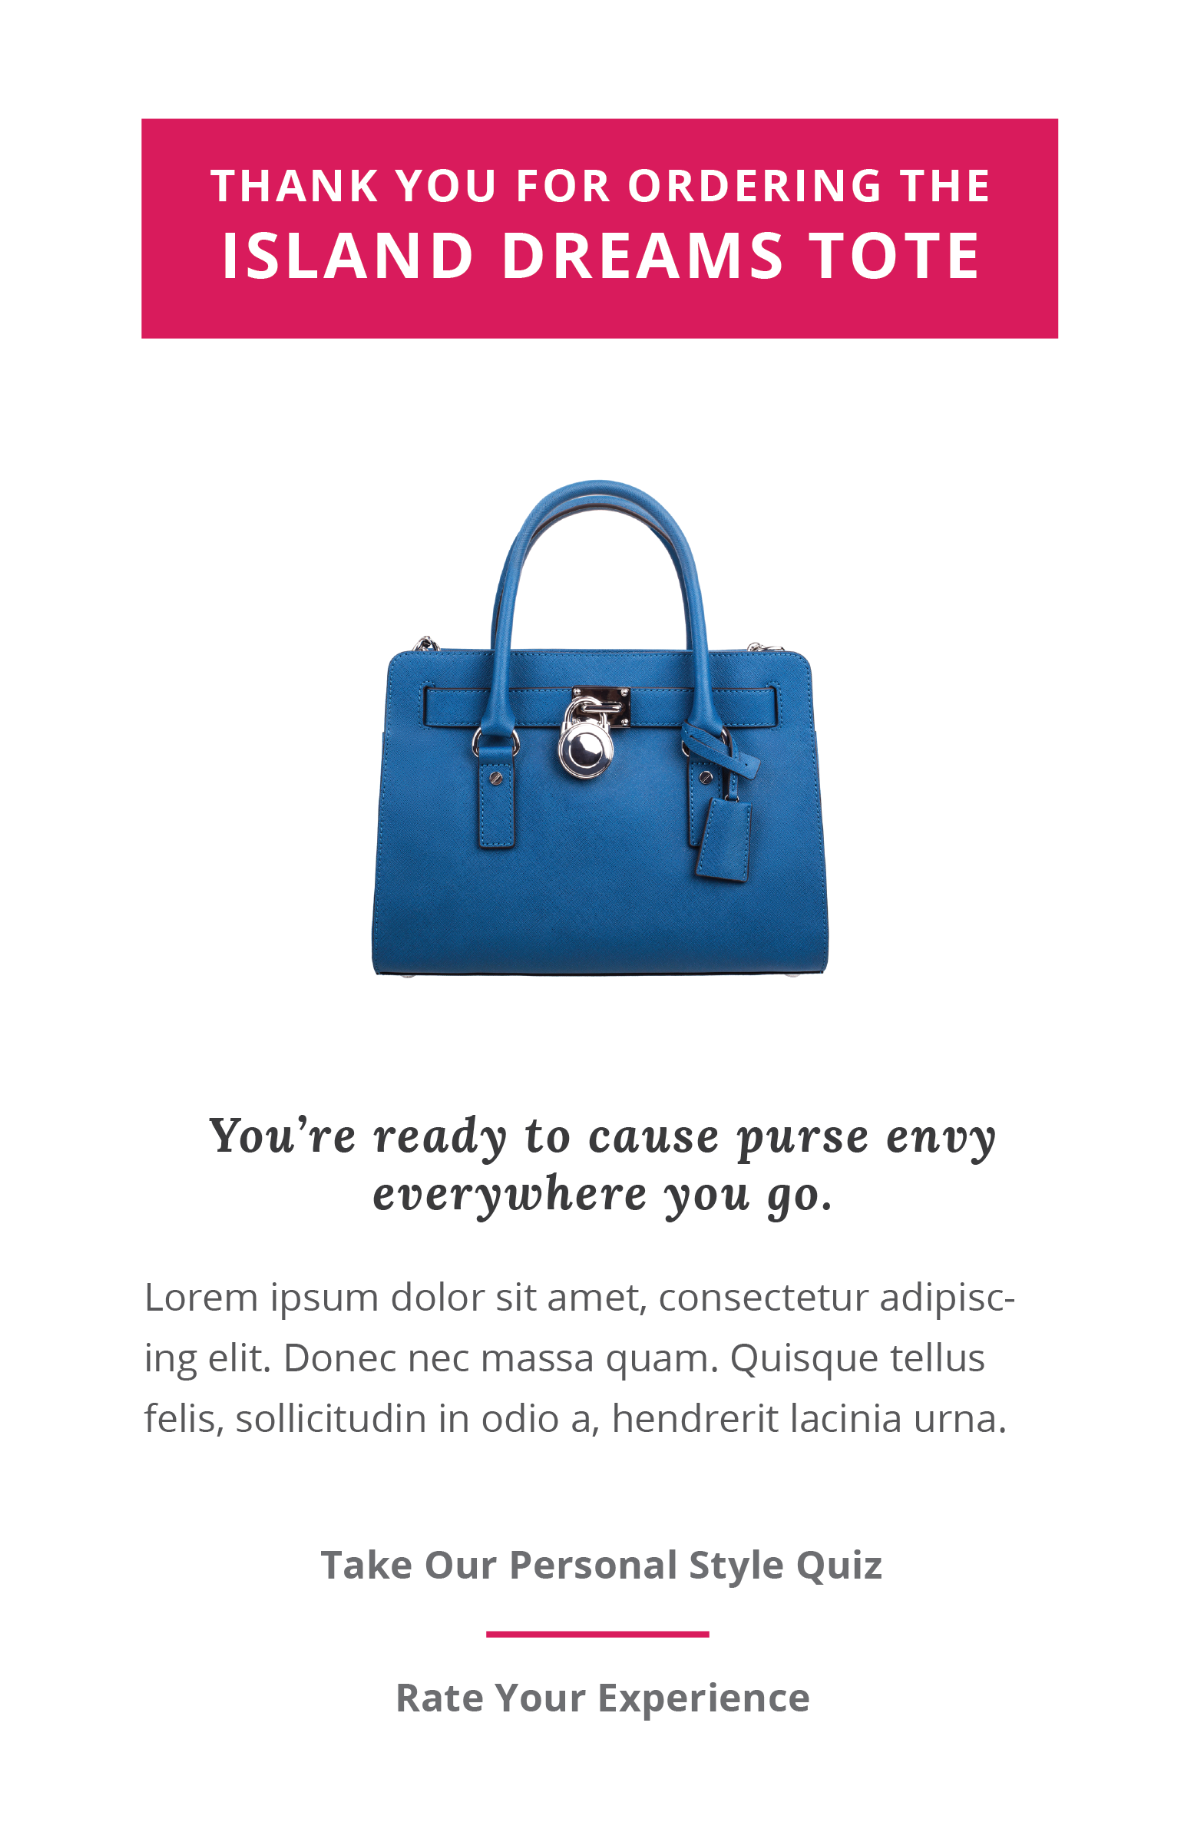 THANK YOU FOR ORDERING THE
ISLAND DREAMS TOTE
You’re ready to cause purse envy
everywhere you go.
Lorem ipsum dolor sit amet, consectetur adipisc-
ing elit. Donec nec massa quam. Quisque tellus
felis, sollicitudin in odio a, hendrerit lacinia urna.
Take Our Personal Style Quiz
Rate Your Experience